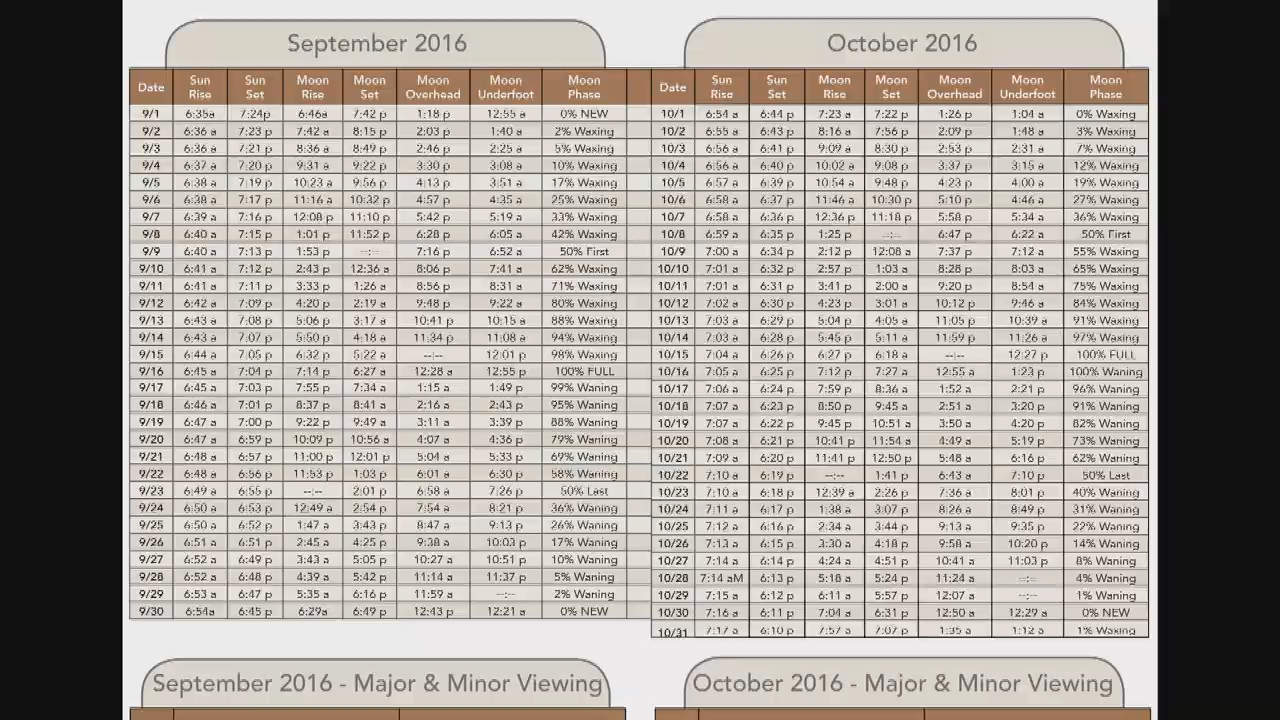 September 2016
Date Sun Rise Sun Set Moon Rise Moon Set Moon Overhead Moon Underfoot Moon Phase
9/1 6:35a 7:24p 6:46a 7:42 p 1:18 p 12:55 a 0% NEW
9/2 6:36 a 7:23 p 7:42 a 8:15 p 2:03 p 1:40 a 2% Waxing
9/3 6:36 a 7:21 p 8:36 a 8:49 p 2:46 p 2:25 a 5% Waxing
9/4 6:37 a 7:20 p 9:31 a 9:22 p 3:30 p 3:08 a 10% Waxing
9/5 6:38 a 7:19 p 10:23 a 9:56 p 4:13 p 3:51 a 17% Waxing
9/6 6:38 a 7:17 p 11:16 a 10:32 p 4:57 p 4:35 a 25% Waxing
9/7 6:39 a 7:16 p 12:08 p 11:10 p 5:42 p 5:19 a 33% Waxing
9/8 6:40 a 7:15 p 1:01 p 11:52 p 6:28 p 6:05 a 42% Waxing
9/9 6:40 a 7:13 p 1:53 p --:-- 7:16 p 6:52 a 50% First
9/10 6:41 a 7:12 p 2:43 p 12:36 a 8:06 p 7:41 a 62% Waxing
9/11 6:41 a 7:11 p 3:33 p 1:26 a 8:56 p 8:31 a 71% Waxing
9/12 6:42 a 7:09 p 4:20 p 2:19 a 9:48 p 9:22 a 80% Waxing
9/13 6:43 a 7:08 p 5:06 p 3:17 a 10:41 p 10:15 a 88% Waxing
9/14 6:43 a 7:07 p 5:50 p 4:18 a 11:34 p 11:08 a 94% Waxing
9/15 6:44 a 7:05 p 6:32 p 5:22 a --:-- 12:01 p 98% Waxing
9/16 6:45 a 7:04 p 7:14 p 6:27 a 12:28 a 12:55 p 100% FULL
9/17 6:45 a 7:03 p 7:55 p 7:34 a 1:15 a 1:49 p 99% Waning
9/18 6:46 a 7:01 p 8:37 p 8:41 a 2:16 a 2:43 p 95% Waning
9/19 6:47 a 7:00 p 9:22 p 9:49 a 3:11 a 3:39 p 88% Waning
9/20 6:47 a 6:59 p 10:09 p 10:56 a 4:07 a 4:36 p 79% Waning
9/21 6:48 a 6:57 p 11:00 p 12:01 p 5:04 a 5:33 p 69% Waning
9/22 6:48 a 6:56 p 11:53 p 1:03 p 6:01 a 6:30 p 58% Waning
9/23 6:49 a 6:55 p --:-- 2:01 p 6:58 a 7:26 p 50% Last
9/24 6:50 a 6:53 p 12:49 a 2:54 p 7:54 a 8:21 p 36% Waning
9/25 6:50 a 6:52 p 1:47 a 3:43 p 8:47 a 9:13 p 26% Waning
9/26 6:51 a 6:51 p 2:45 a 4:25 p 9:38 a 10:03 p 17% Waning
9/27 6:52 a 6:49 p 3:43 a 5:05 p 10:27 a 10:51 p 10% Waning
9/28 6:52 a 6:48 p 4:39 a 5:42 p 11:14 a 11:37 p 5% Waning
9/29 6:53 a 6:47 p 5:35 a 6:16 p 11:59 a --:-- 2% Waning
9/30 6:54a 6:45 p 6:29a 6:49 p 12:43 p 12:21 a 0% NEW
October 2016
Date Sun Rise Sun Set Moon Rise Moon Set Moon Overhead Moon Underfoot Moon Phase
10/1 6:54 a 6:44 p 7:23 a 7:22 p 1:26 p 1:04 a 0% Waxing
10/2 6:55 a 6:43 p 8:16 a 7:56 p 2:09 p 1:48 a 3% Waxing
10/3 6:56 a 6:41 p 9:09 a 8:30 p 2:53 p 2:31 a 7% Waxing
10/4 6:56 a 6:40 p 10:02 a 9:08 p 3:37 p 3:15 a 12% Waxing
10/5 6:57 a 6:39 p 10:54 a 9:48 p 4:23 p 4:00 a 19% Waxing
10/6 6:58 a 6:37 p 11:46 a 10:30 p 5:10 p 4:46 a 27% Waxing
10/7 6:58 a 6:36 p 12:36 p 11:18 p 5:58 p 5:34 a 36% Waxing
10/8 6:59 a 6:35 p 1:25 p --:-- 6:47 p 6:22 a 50% First
10/9 7:00 a 6:34 p 2:12 p 12:08 a 7:37 p 7:12 a 55% Waxing
10/10 7:01 a 6:32 p 2:57 p 1:03 a 8:28 p 8:03 a 65% Waxing
10/11 7:01 a 6:31 p 3:41 p 2:00 a 9:20 p 8:54 a 75% Waxing
10/12 7:02 a 6:30 p 4:23 p 3:01 a 10:12 p 9:46 a 84% Waxing
10/13 7:03 a 6:29 p 5:04 p 4:05 a 11:05 p 10:39 a 91% Waxing
10/14 7:03 a 6:28 p 5:45 p 5:11 a 11:59 p 11:26 a 97% Waxing
10/15 7:04 a 6:26 p 6:27 p 6:18 a --:-- 12:27 p 100% FULL
10/16 7:05 a 6:25 p 7:12 p 7:27 a 12:55 a 1:23 p 100% Waning
10/17 7:06 a 6:24 p 7:59 p 8:36 a 1:52 a 2:21 p 96% Waning
10/18 7:07 a 6:23 p 8:50 p 9:45 a 2:51 a 3:20 p 91% Waning
10/19 7:07 a 6:22 p 9:45 p 10:51 a 3:50 a 4:20 p 82% Waning
10/20 7:08 a 6:21 p 10:41 p 11:54 a 4:49 a 5:19 p 73% Waning
10/21 7:09 a 6:20 p 11:41 p 12:50 p 5:48 a 6:16 p 62% Waning
10/22 7:10 a 6:19 p --:-- 1:41 p 6:43 a 7:10 p 50% Last
10/23 7:10 a 6:18 p 12:39 a 2:26 p 7:36 a 8:01 p 40% Waning
10/24 7:11 a 6:17 p 1:38 a 3:07 p 8:26 a 8:49 p 31% Waning
10/25 7:12 a 6:16 p 2:34 a 3:44 p 9:13 a 9:35 p 22% Waning
10/26 7:13 a 6:15 p 3:30 a 4:18 p 9:58 a 10:20 p 14% Waning
10/27 7:14 a 6:14 p 4:24 a 4:51 p 10:41 a 11:03 p 8% Waning
10/28 7:14 aM 6:13 p 5:18 a 5:24 p 11:24 a --:-- 4% Waning
10/29 7:15 a 6:12 p 6:11 a 5:57 p 12:07 a --:-- 1% Waning
10/30 7:16 a 6:11 p 7:04 a 6:31 p 12:50 a 12:29 a 0% NEW
10/31 7:17 a 6:10 p 7:57 a 7:07 p 1:35 a 1:12 a 1% Waxing
September 2016 - Major & Minor Viewing
October 2016 - Major & Minor Viewing